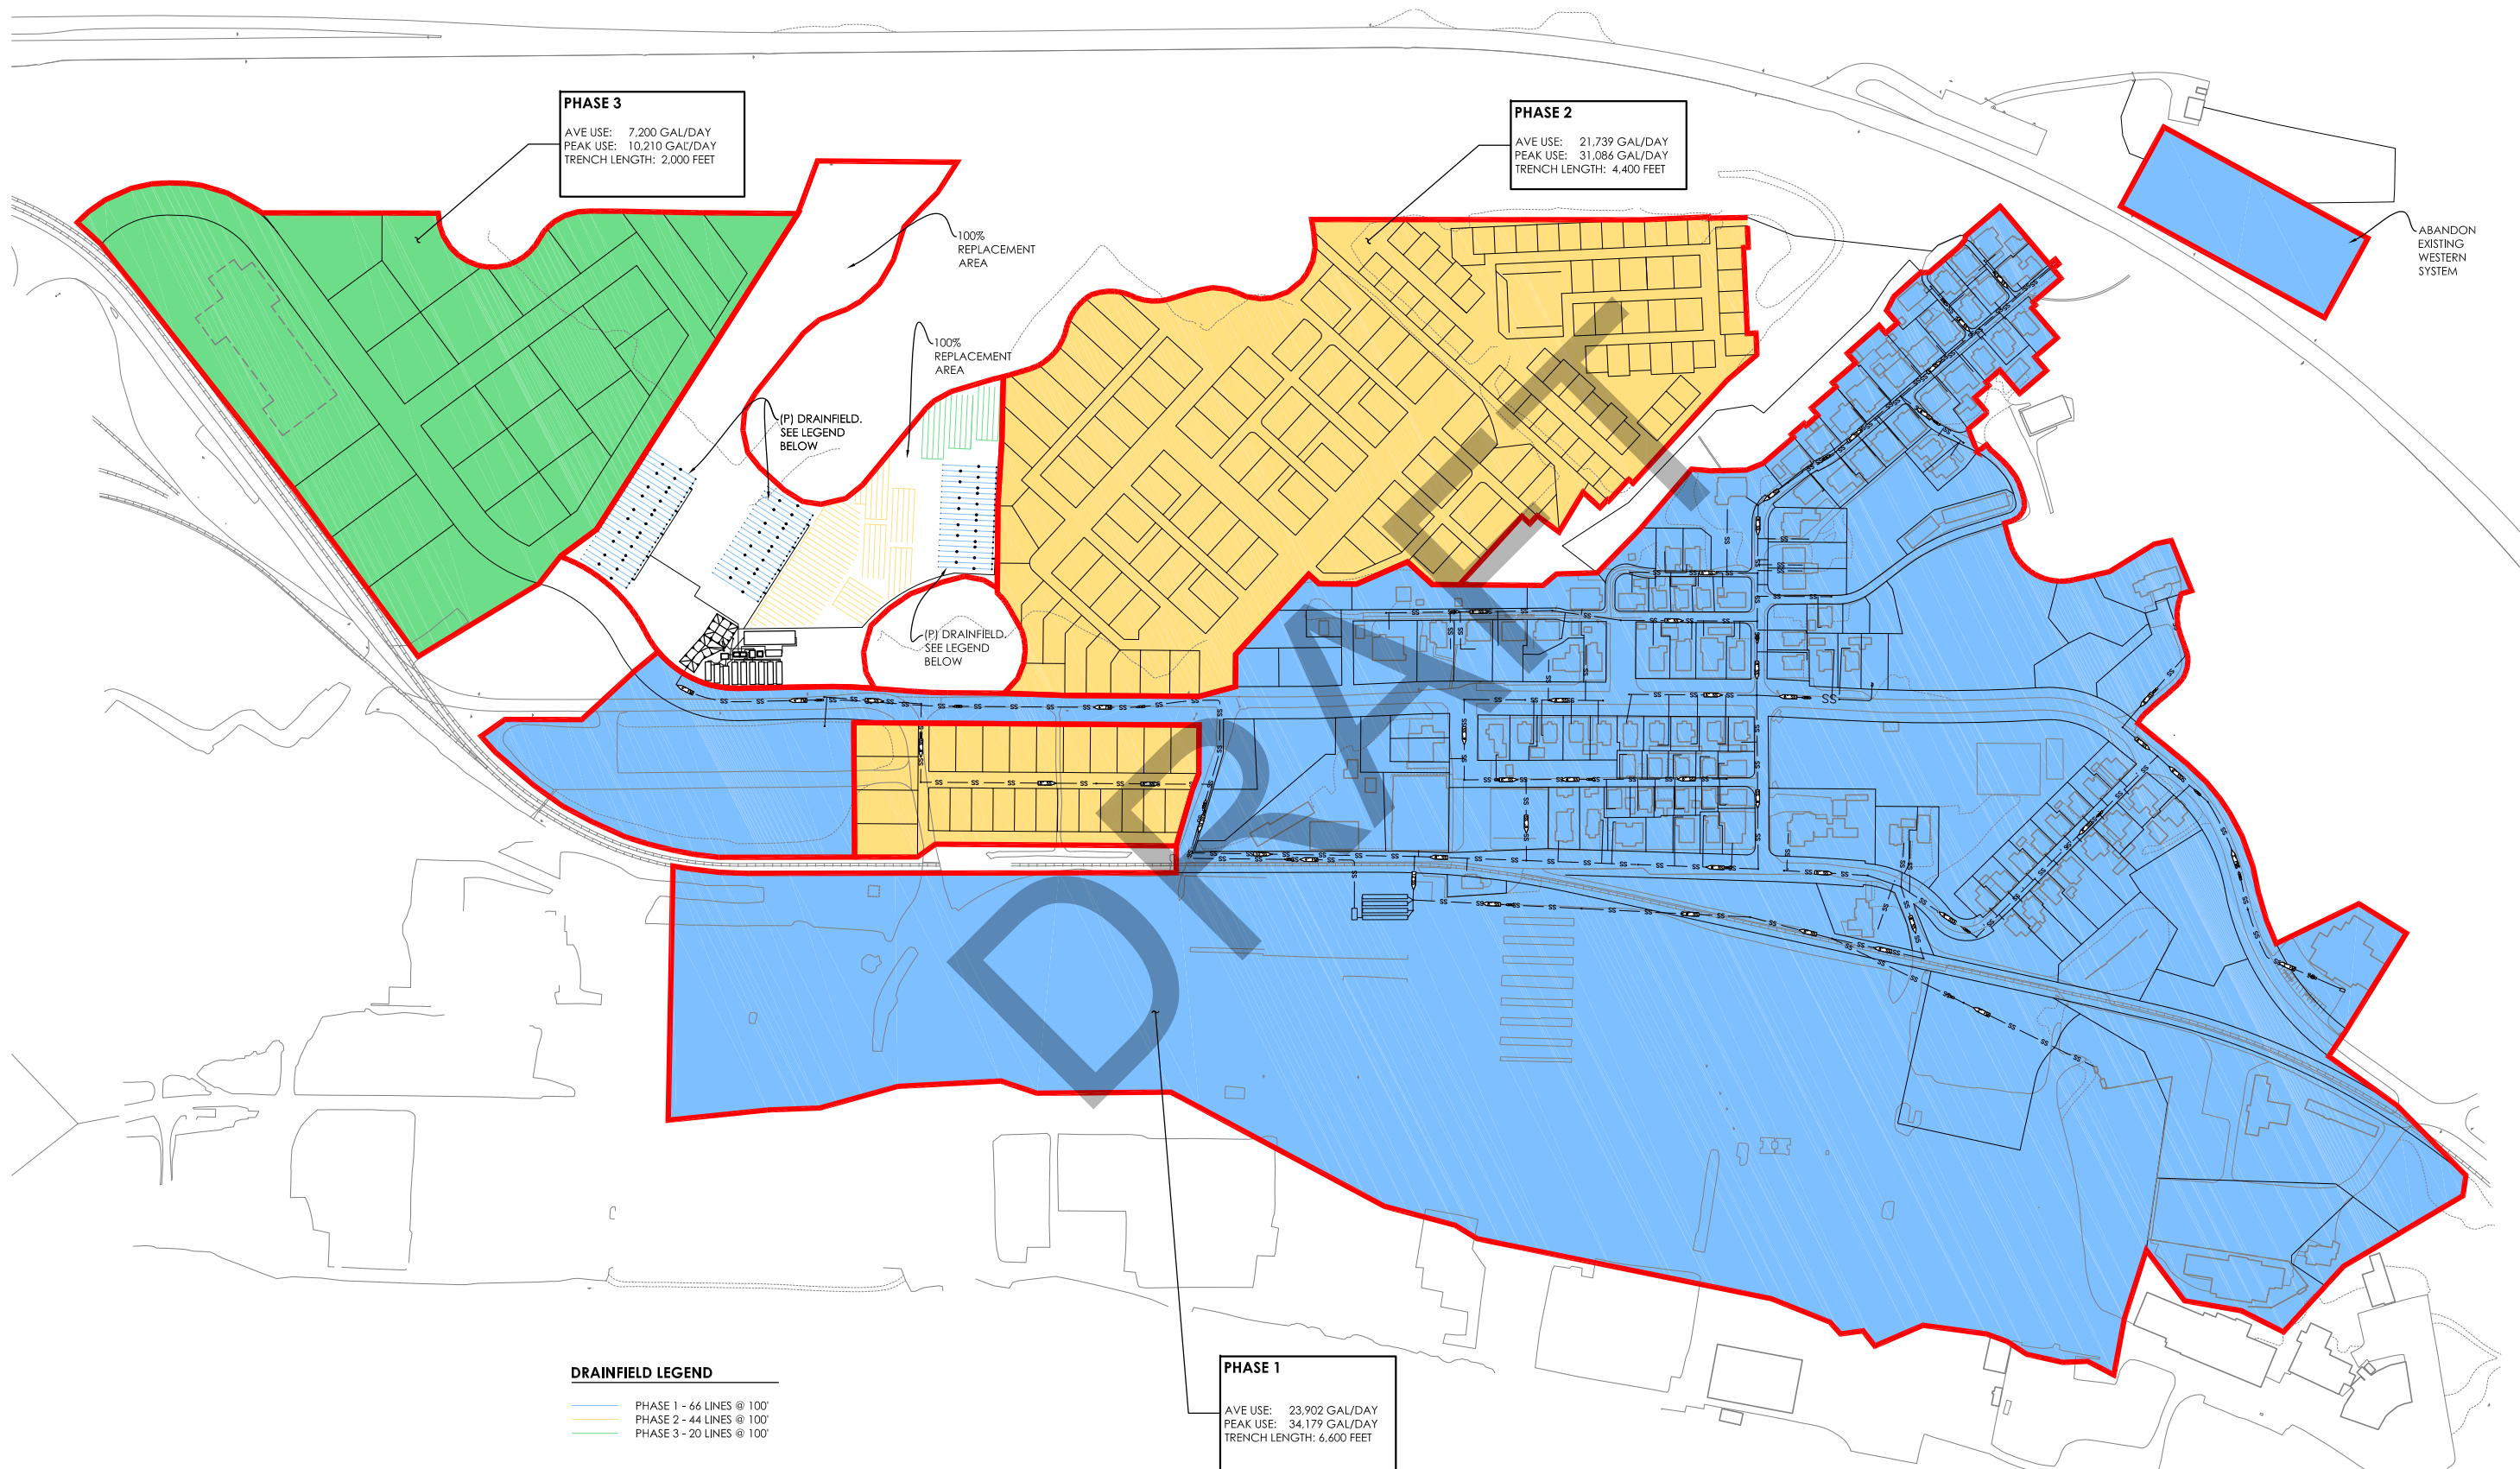 PHASE 3
AVE USE: 7,200 GAL/DAY
PEAK USE: 10,210 GAL/DAY
TRENCH LENGTH: 2,000 FEET
PHASE 2
AVE USE: 21,739 GAL/DAY
PEAK USE: 31,086 GAL/DAY
TRENCH LENGTH: 4,400 FEET
100%
REPLACEMENT
AREA
ABANDON
EXISTING
WESTERN
SYSTEM
100%
REPLACEMENT
AREA
(P) DRAINFIELD.
SEE LEGEND
BELOW
(P) DRAINFIELD.
SEE LEGEND
BELOW
DRAFT
SS
DRAINFIELD LEGEND
PHASE 1 - 66 LINES @ 100'
PHASE 2 - 44 LINES @ 100'
PHASE 3 - 20 LINES @ 100'
PHASE 1
AVE USE: 23,902 GAL/DAY
PEAK USE: 34,179 GAL/DAY
TRENCH LENGTH: 6,600 FEET